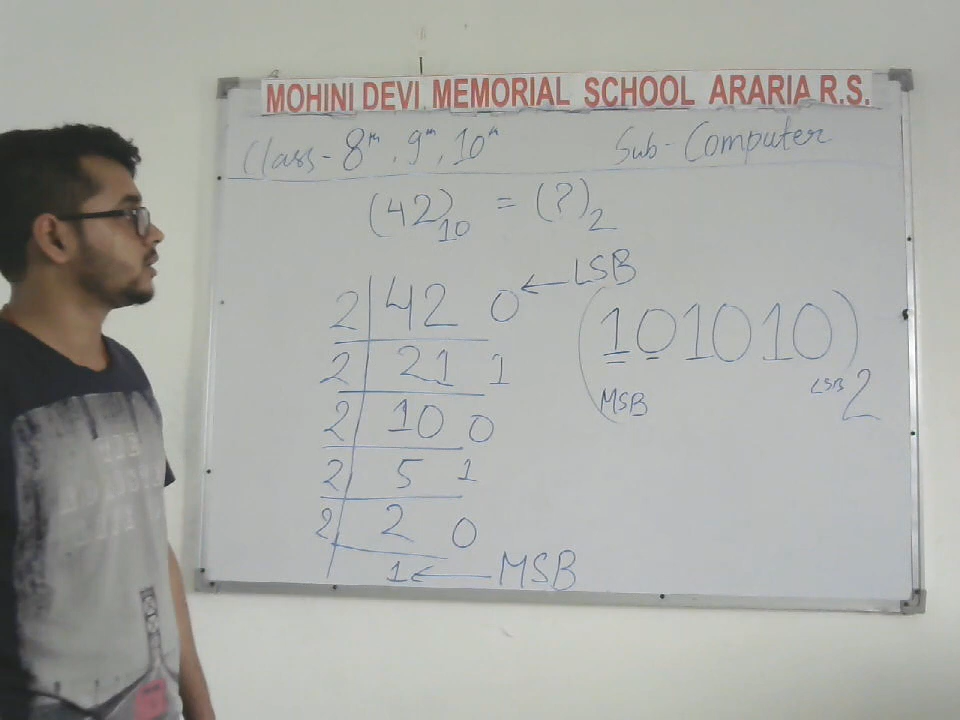 MOHINI DEVI MEMORIAL SCHOOL ARARIA R.S.
Class - 8th, 9th, 10th Sub - Computer
(42)10 = (?)2
2 42 0 ← LSB
2 21 1
2 10 0
2 5 1
2 2 0
1 ← MSB
(101010)2
MSB LSB